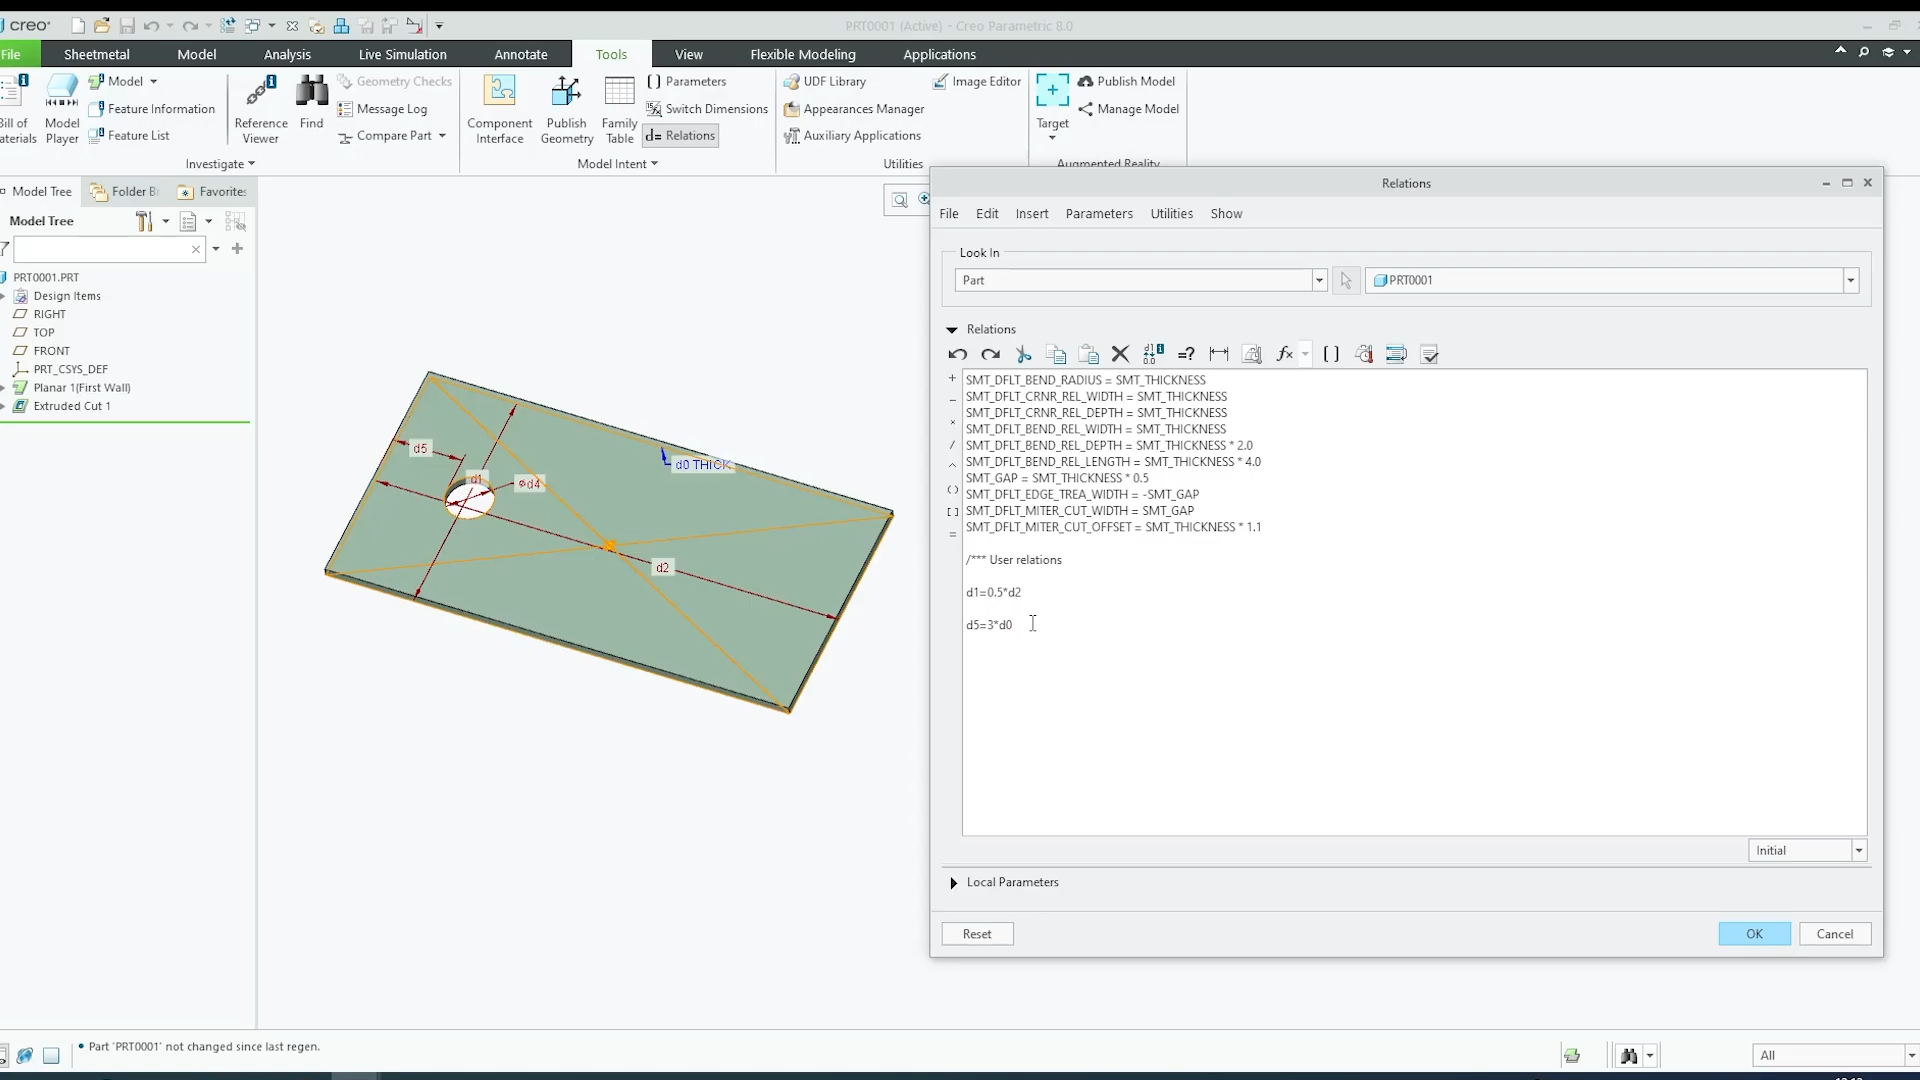 creo
PRT0001 (Active) - Creo Parametric 8.0
File Sheetmetal Model Analysis Live Simulation Annotate Tools View Flexible Modeling Applications
Model
Feature Information
Feature List
Bill of
Model
Player
Reference
Viewer
Find
Geometry Checks
Message Log
Compare Part
Investigate
Component
Interface
Publish
Geometry
Family
Table
Parameters
Switch Dimensions
d= Relations
Model Intent
UDF Library
Appearances Manager
Auxiliary Applications
Image Editor
Utilities
Target
Publish Model
Manage Model
Augmented Reality
Model Tree Folder B Favorites
Model Tree
PRT0001.PRT
Design Items
RIGHT
TOP
FRONT
PRT_CSYS_DEF
Planar 1(First Wall)
Extruded Cut 1
d5
d1
⌀d4
d0 THICK
d2
Relations
File Edit Insert Parameters Utilities Show
Look In
Part
PRT0001
Relations
SMT_DFLT_BEND_RADIUS = SMT_THICKNESS
SMT_DFLT_CRNR_REL_WIDTH = SMT_THICKNESS
SMT_DFLT_CRNR_REL_DEPTH = SMT_THICKNESS
SMT_DFLT_BEND_REL_WIDTH = SMT_THICKNESS
SMT_DFLT_BEND_REL_DEPTH = SMT_THICKNESS * 2.0
SMT_DFLT_BEND_REL_LENGTH = SMT_THICKNESS * 4.0
SMT_GAP = SMT_THICKNESS * 0.5
SMT_DFLT_EDGE_TREA_WIDTH = -SMT_GAP
SMT_DFLT_MITER_CUT_WIDTH = SMT_GAP
SMT_DFLT_MITER_CUT_OFFSET = SMT_THICKNESS * 1.1
/*** User relations
d1=0.5*d2
d5=3*d0
Initial
Local Parameters
Reset
OK
Cancel
• Part 'PRT0001' not changed since last regen.
All